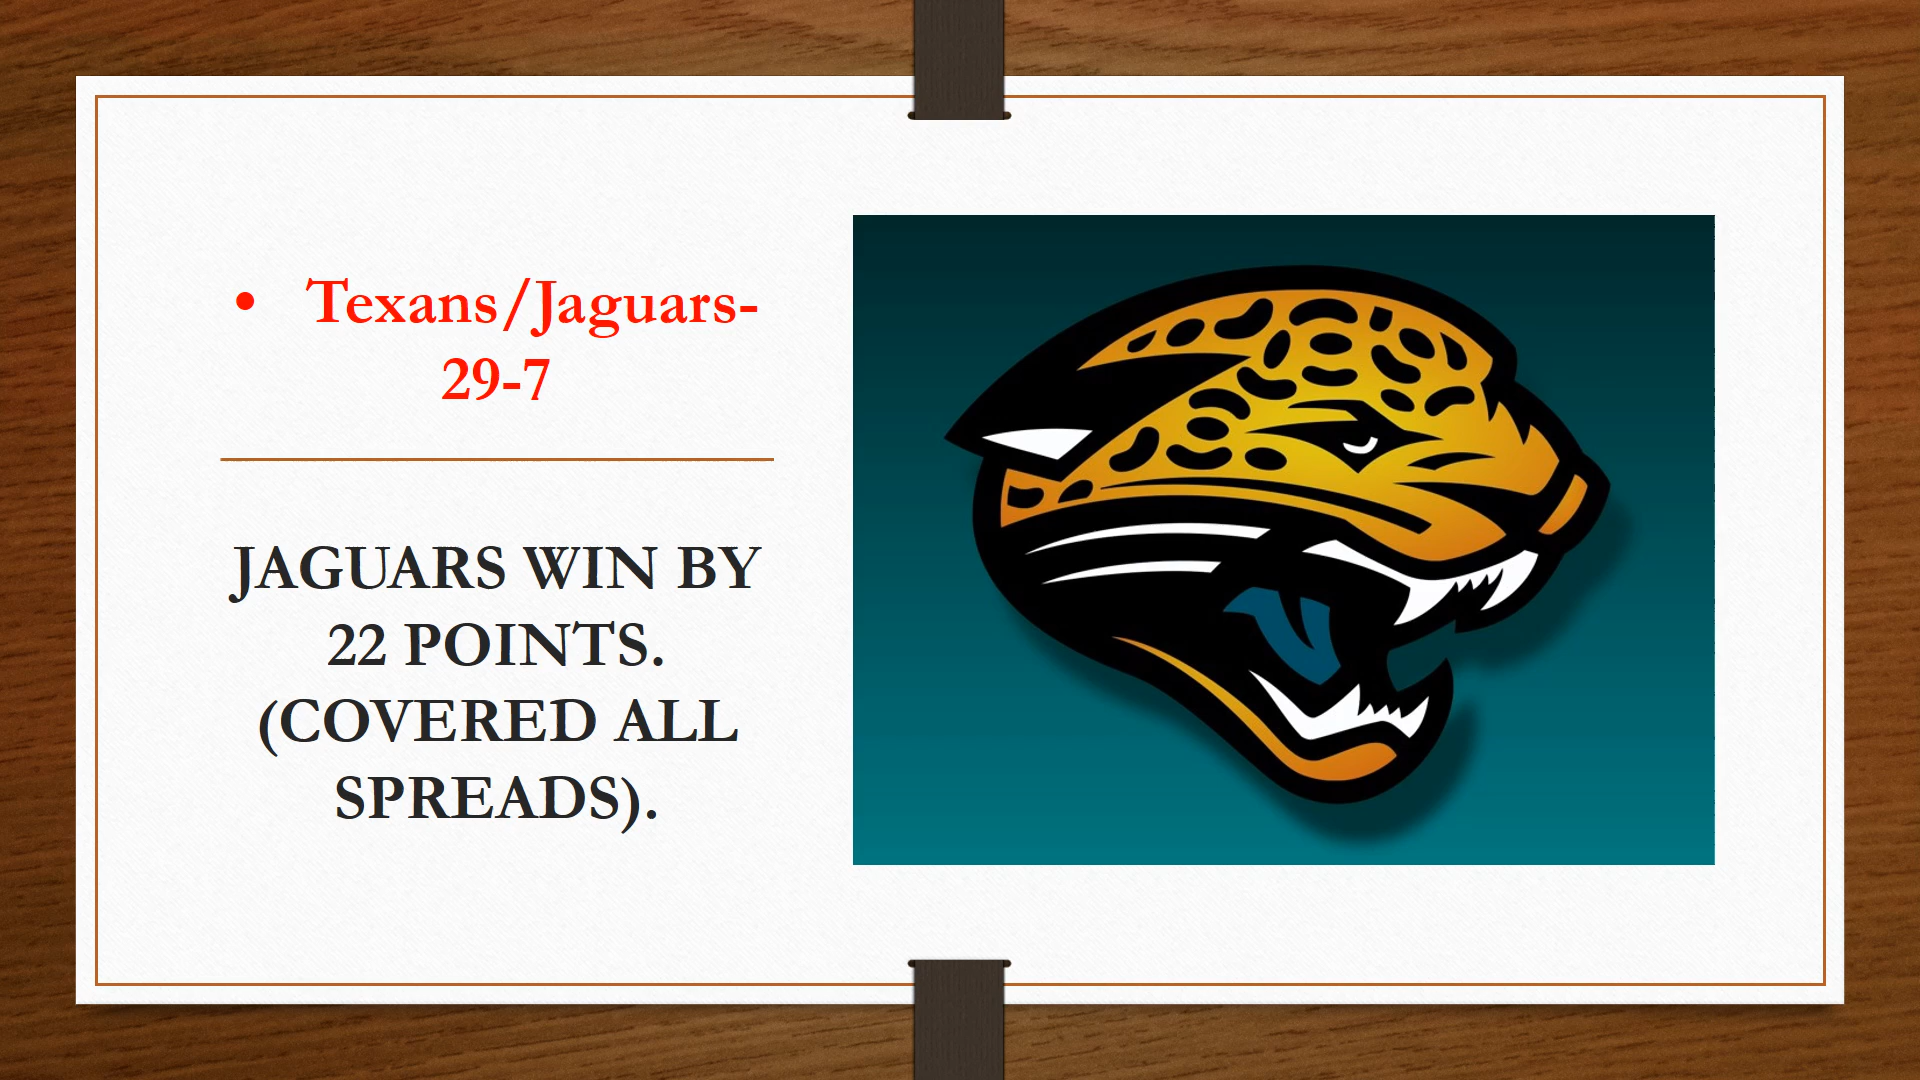 • Texans/Jaguars-
29-7
JAGUARS WIN BY
22 POINTS.
(COVERED ALL
SPREADS).